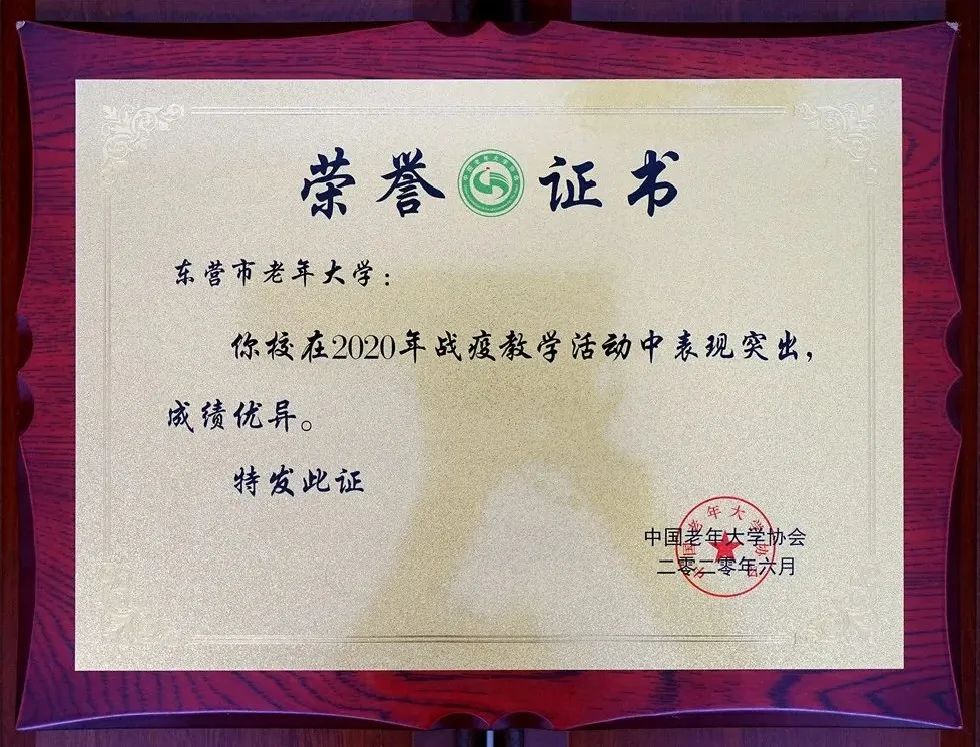 荣誉证书
东营市老年大学：
你校在2020年战疫教学活动中表现突出，
成绩优异。
特发此证
中国老年大学协会
二零二零年六月